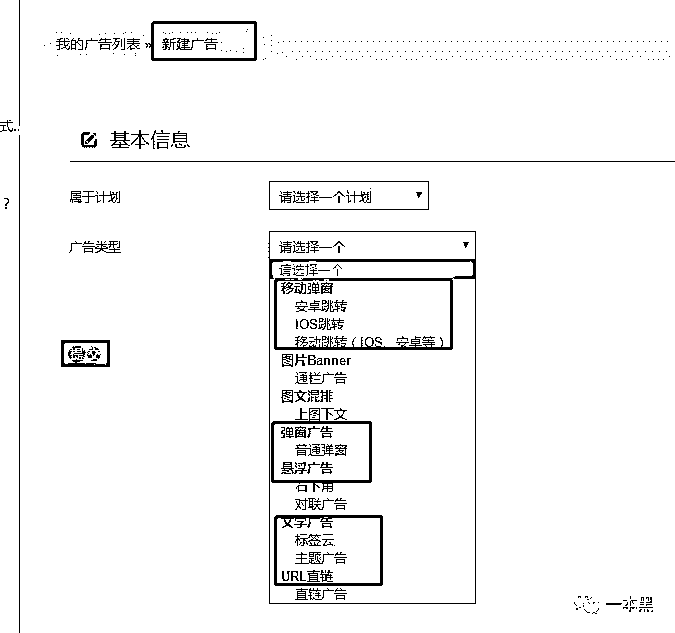 我的广告列表 » 新建广告
式..
基本信息
?
属于计划 请选择一个计划
广告类型 请选择一个
请选择一个
移动弹窗
安卓跳转
IOS跳转
移动跳转（IOS、安卓等）
提交
图片Banner
通栏广告
图文混排
上图下文
弹窗广告
普通弹窗
悬浮广告
右下角
对联广告
文字广告
标签云
主题广告
URL直链
直链广告
一本黑